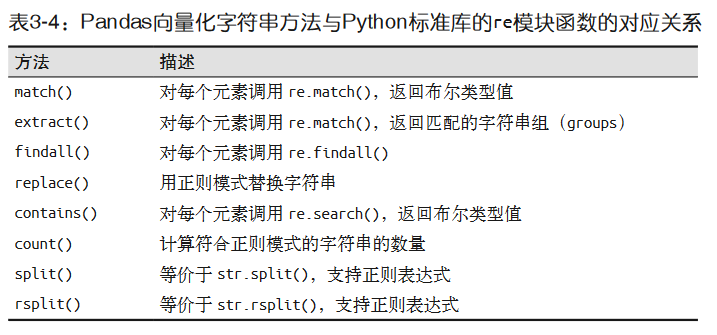 表3-4：Pandas向量化字符串方法与Python标准库的re模块函数的对应关系
方法 描述
match() 对每个元素调用 re.match()，返回布尔类型值
extract() 对每个元素调用 re.match()，返回匹配的字符串组（groups）
findall() 对每个元素调用 re.findall()
replace() 用正则模式替换字符串
contains() 对每个元素调用 re.search()，返回布尔类型值
count() 计算符合正则模式的字符串的数量
split() 等价于 str.split()，支持正则表达式
rsplit() 等价于 str.rsplit()，支持正则表达式